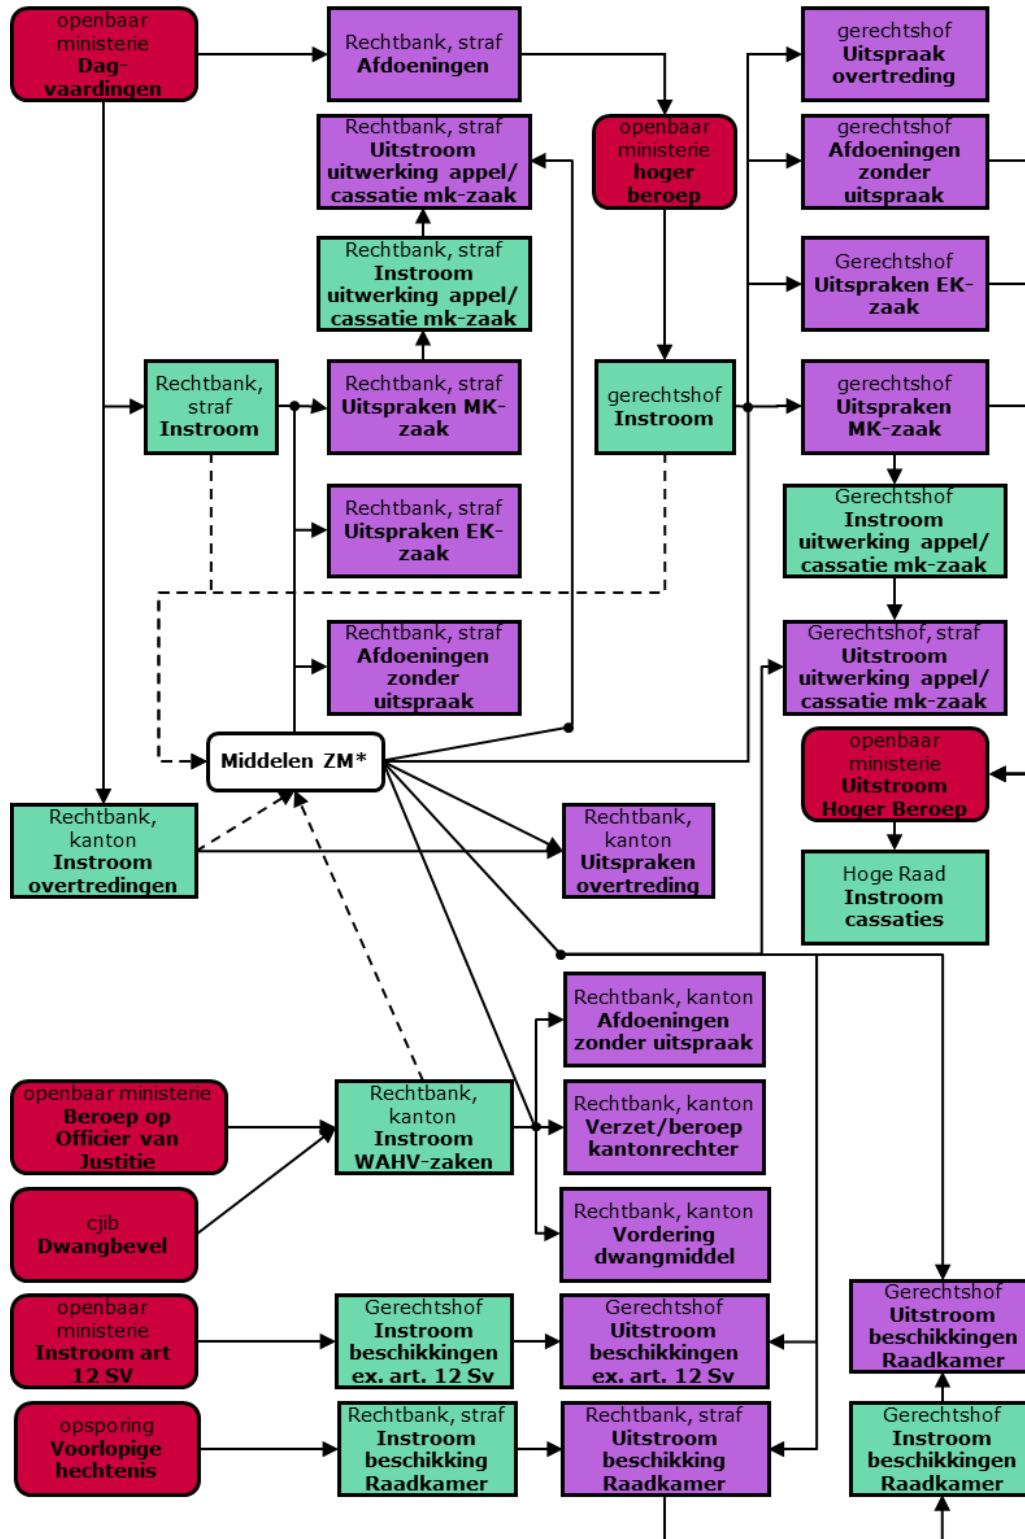 openbaar
ministerie
Dag-
vaardingen
Rechtbank, straf
Afdoeningen
gerechtshof
Uitspraak
overtreding
Rechtbank, straf
Uitstroom
uitwerking appel/
cassatie mk-zaak
openbaar
ministerie
hoger
beroep
gerechtshof
Afdoeningen
zonder
uitspraak
Rechtbank, straf
Instroom
uitwerking appel/
cassatie mk-zaak
Gerechtshof
Uitspraken EK-
zaak
Rechtbank,
straf
Instroom
Rechtbank, straf
Uitspraken MK-
zaak
gerechtshof
Instroom
gerechtshof
Uitspraken
MK-zaak
Rechtbank, straf
Uitspraken EK-
zaak
Gerechtshof
Instroom
uitwerking appel/
cassatie mk-zaak
Rechtbank, straf
Afdoeningen
zonder
uitspraak
Gerechtshof, straf
Uitstroom
uitwerking appel/
cassatie mk-zaak
Middelen ZM*
openbaar
ministerie
Uitstroom
Hoger Beroep
Rechtbank,
kanton
Instroom
overtredingen
Rechtbank,
kanton
Uitspraken
overtreding
Hoge Raad
Instroom
cassaties
Rechtbank, kanton
Afdoeningen
zonder uitspraak
openbaar ministerie
Beroep op
Officier van
Justitie
Rechtbank,
kanton
Instroom
WAHV-zaken
Rechtbank, kanton
Verzet/beroep
kantonrechter
cjib
Dwangbevel
Rechtbank, kanton
Vordering
dwangmiddel
openbaar
ministerie
Instroom art
12 SV
Gerechtshof
Instroom
beschikkingen
ex. art. 12 Sv
Gerechtshof
Uitstroom
beschikkingen
ex. art. 12 Sv
Gerechtshof
Uitstroom
beschikkingen
Raadkamer
opsporing
Voorlopige
hechtenis
Rechtbank, straf
Instroom
beschikking
Raadkamer
Rechtbank, straf
Uitstroom
beschikking
Raadkamer
Gerechtshof
Instroom
beschikkingen
Raadkamer